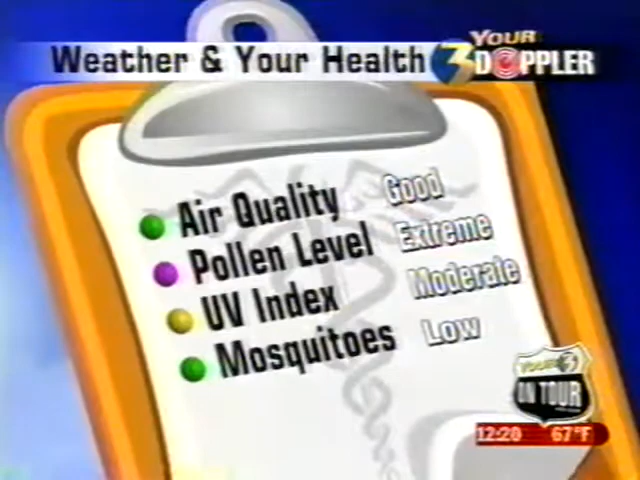 Weather & Your Health
3 YOUR DOPPLER
Air Quality Good
Pollen Level Extreme
UV Index Moderate
Mosquitoes Low
YOUR 3
ON TOUR
12:20 67°F